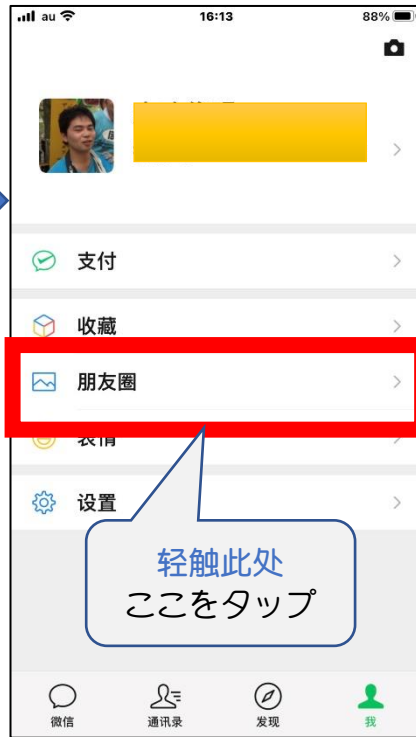 au 16:13 88%
支付
收藏
朋友圈
表情
设置
轻触此处
ここをタップ
微信 通讯录 发现 我